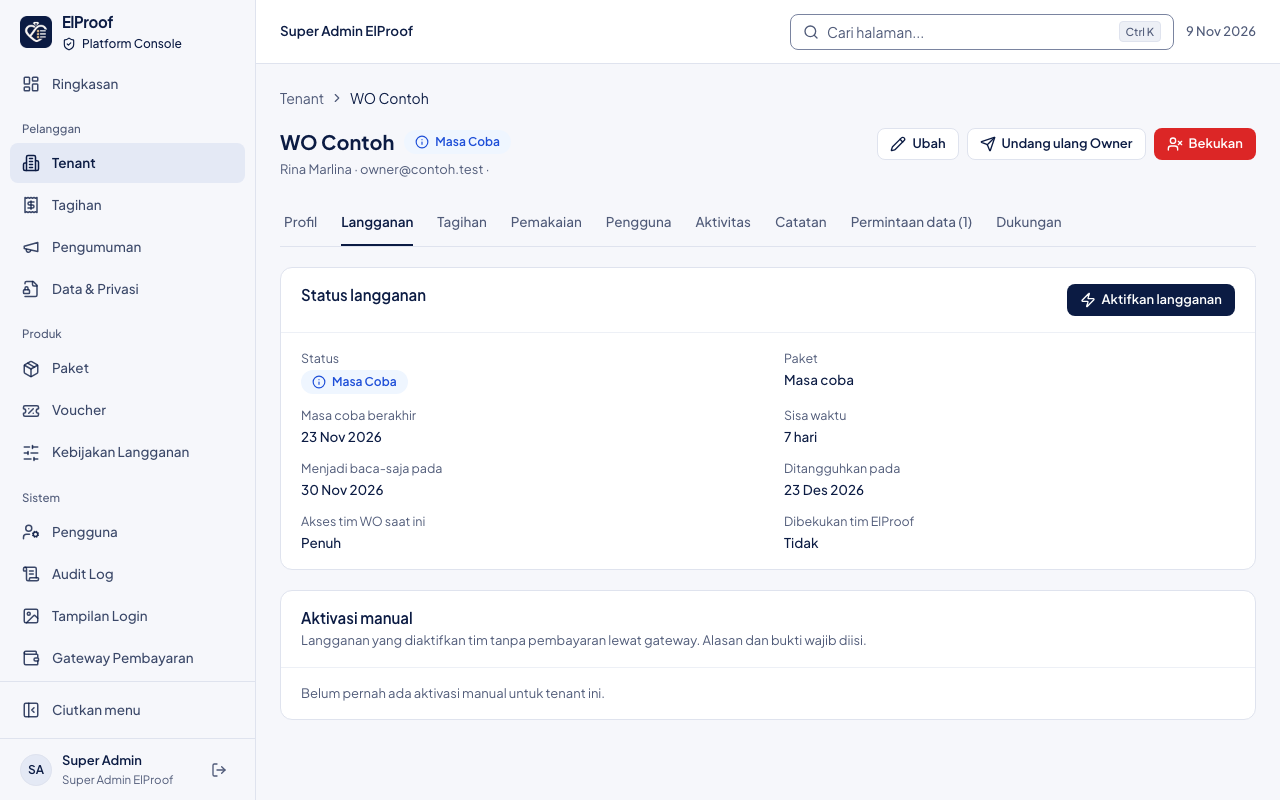 ElProof
Platform Console
Ringkasan
Pelanggan
Tenant
Tagihan
Pengumuman
Data & Privasi
Produk
Paket
Voucher
Kebijakan Langganan
Sistem
Pengguna
Audit Log
Tampilan Login
Gateway Pembayaran
Ciutkan menu
SA
Super Admin
Super Admin ElProof
Super Admin ElProof
Cari halaman...
Ctrl K
9 Nov 2026
Tenant > WO Contoh
WO Contoh
Masa Coba
Ubah
Undang ulang Owner
Bekukan
Rina Marlina · owner@contoh.test ·
Profil
Langganan
Tagihan
Pemakaian
Pengguna
Aktivitas
Catatan
Permintaan data (1)
Dukungan
Status langganan
Aktifkan langganan
Status
Masa Coba
Paket
Masa coba
Masa coba berakhir
23 Nov 2026
Sisa waktu
7 hari
Menjadi baca-saja pada
30 Nov 2026
Ditangguhkan pada
23 Des 2026
Akses tim WO saat ini
Penuh
Dibekukan tim ElProof
Tidak
Aktivasi manual
Langganan yang diaktifkan tim tanpa pembayaran lewat gateway. Alasan dan bukti wajib diisi.
Belum pernah ada aktivasi manual untuk tenant ini.